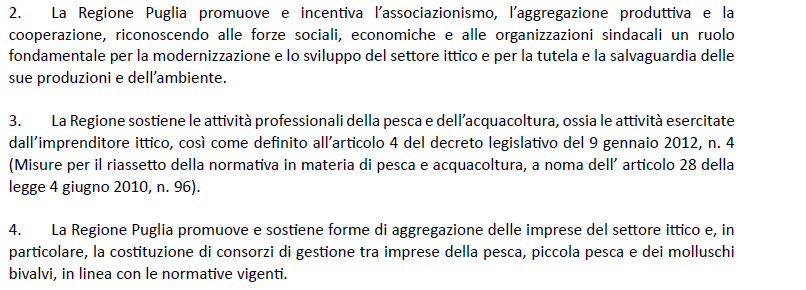 2. La Regione Puglia promuove e incentiva l’associazionismo, l’aggregazione produttiva e la
cooperazione, riconoscendo alle forze sociali, economiche e alle organizzazioni sindacali un ruolo
fondamentale per la modernizzazione e lo sviluppo del settore ittico e per la tutela e la salvaguardia delle
sue produzioni e dell’ambiente.
3. La Regione sostiene le attività professionali della pesca e dell’acquacoltura, ossia le attività esercitate
dall’imprenditore ittico, così come definito all’articolo 4 del decreto legislativo del 9 gennaio 2012, n. 4
(Misure per il riassetto della normativa in materia di pesca e acquacoltura, a noma dell’ articolo 28 della
legge 4 giugno 2010, n. 96).
4. La Regione Puglia promuove e sostiene forme di aggregazione delle imprese del settore ittico e, in
particolare, la costituzione di consorzi di gestione tra imprese della pesca, piccola pesca e dei molluschi
bivalvi, in linea con le normative vigenti.